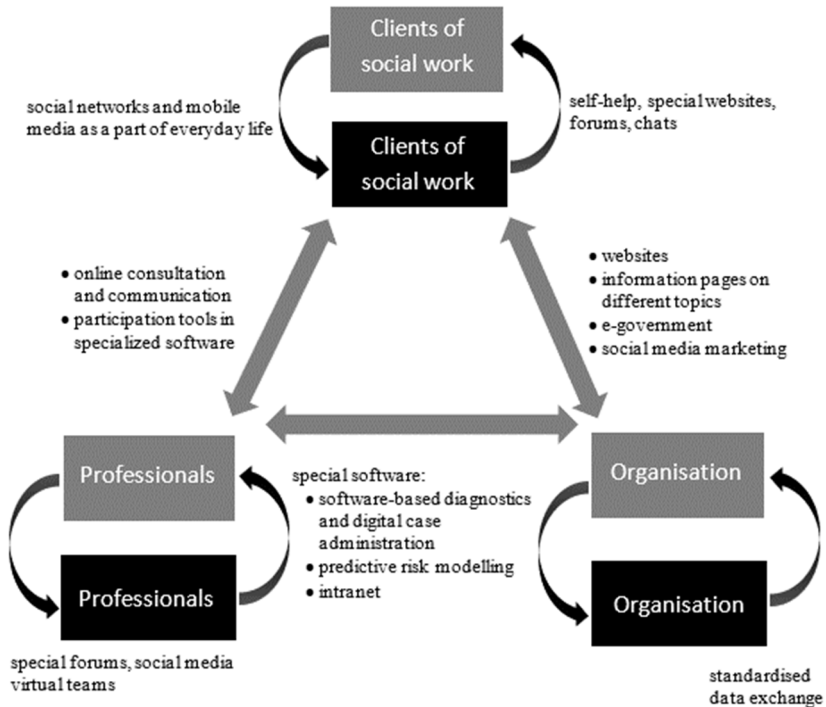 Clients of
social work
social networks and mobile
media as a part of everyday life
self-help, special websites,
forums, chats
Clients of
social work
• online consultation
and communication
• participation tools in
specialized software
• websites
• information pages on
different topics
• e-government
• social media marketing
Professionals
special software:
• software-based diagnostics
and digital case
administration
• predictive risk modelling
• intranet
Organisation
Professionals
Organisation
special forums, social media
virtual teams
standardised
data exchange